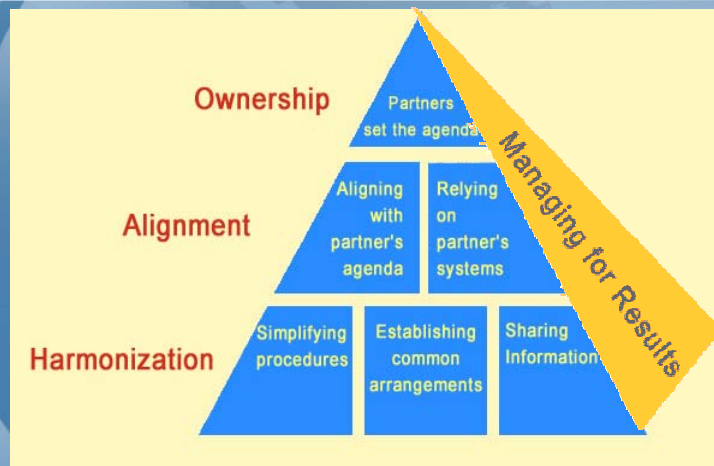 Ownership
Partners
set the agenda
Managing for Results
Alignment
Aligning
with
partner's
agenda
Relying
on
partner's
systems
Harmonization
Simplifying
procedures
Establishing
common
arrangements
Sharing
Information